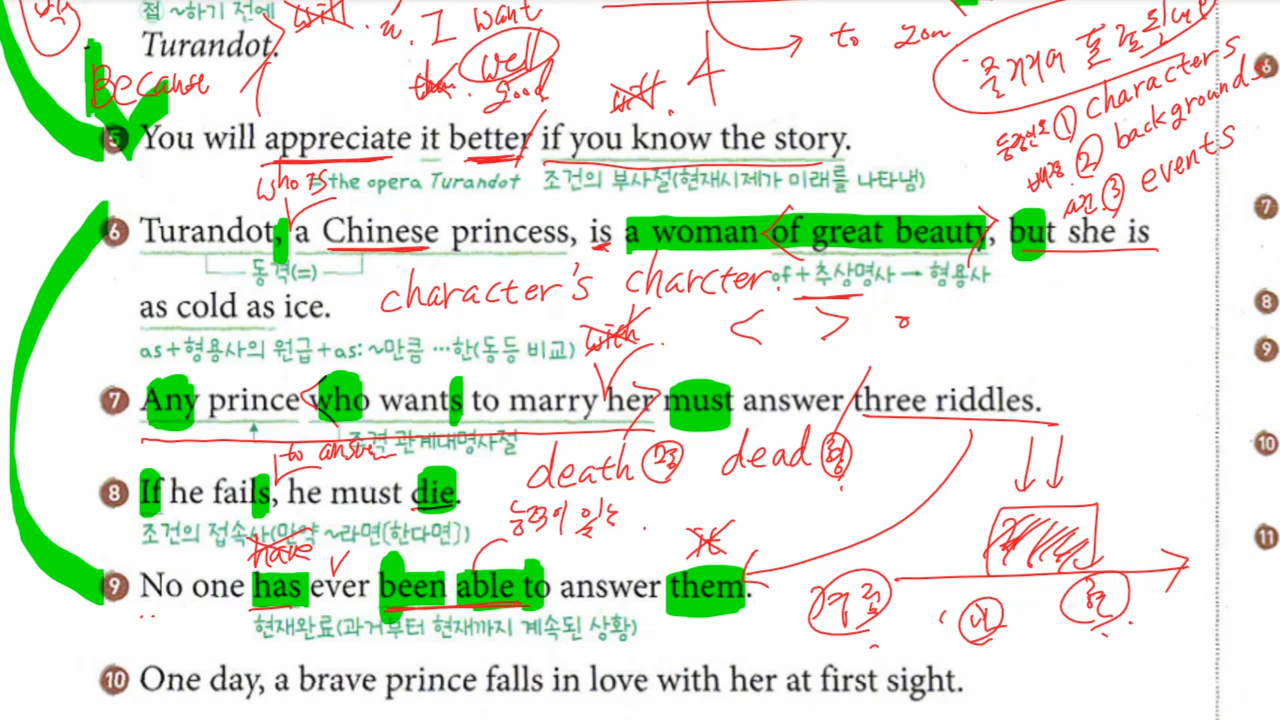 접 ~하기 전에
Turandot.
Because
I want
well
good
to zon
characters
① 
등장인물
배경 ② backgrounds
사건 ③ events
⑤ You will appreciate it better if you know the story.
who is
=the opera Turandot 조건의 부사절(현재시제가 미래를 나타냄)
⑥ Turandot, a Chinese princess, is a woman of great beauty, but she is
동격(=) of+추상명사 → 형용사
character's charcter.
as cold as ice.
as+형용사의 원급+as: ~만큼 …한(동등 비교) with
< >
⑦ Any prince who wants to marry her must answer three riddles.
주격 관계대명사절
to answer
death dead 형
⑧ If he fails, he must die.
조건의 접속사(만약 ~라면[한다면])
능력이 있는
have it
⑨ No one has ever been able to answer them.
현재완료(과거부터 현재까지 계속된 상황)
⑩ One day, a brave prince falls in love with her at first sight.
⑥
⑦
⑧
⑨
⑩
⑪